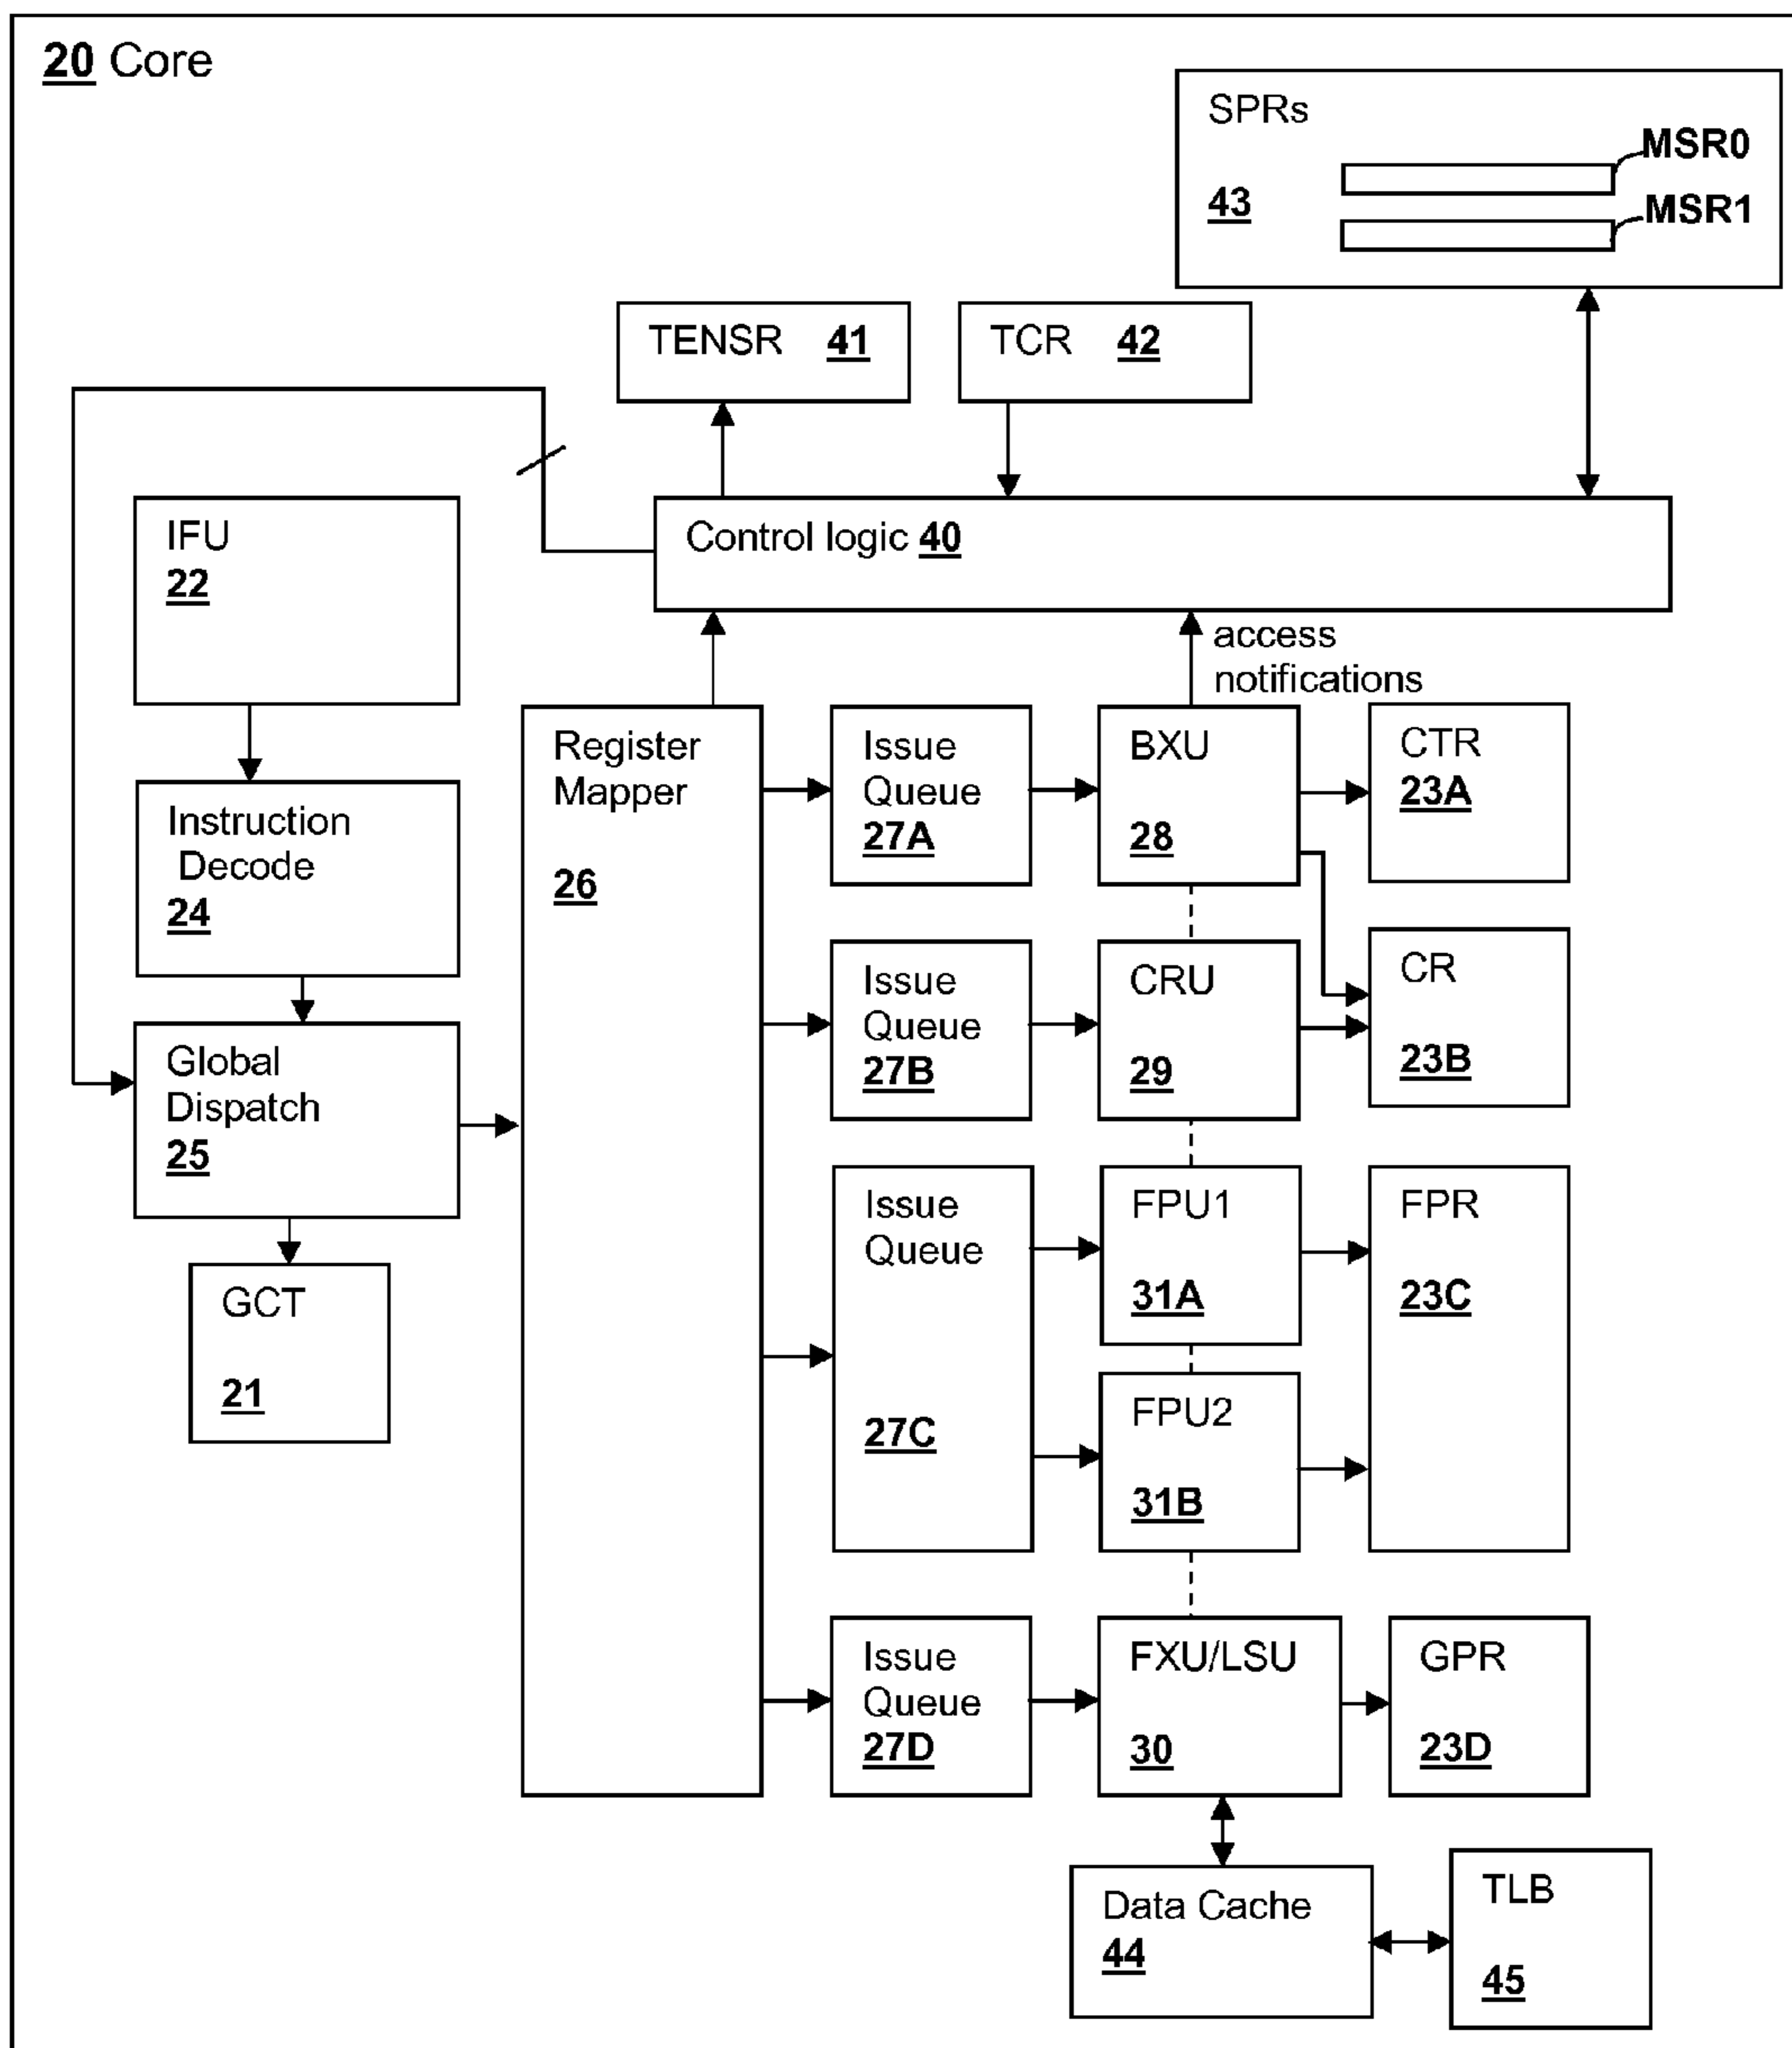 20 Core
SPRs
43
MSR0
MSR1
TENSR 41
TCR 42
Control logic 40
access
notifications
IFU
22
Instruction
Decode
24
Global
Dispatch
25
GCT
21
Register
Mapper
26
Issue
Queue
27A
BXU
28
CTR
23A
Issue
Queue
27B
CRU
29
CR
23B
Issue
Queue
27C
FPU1
31A
FPU2
31B
FPR
23C
Issue
Queue
27D
FXU/LSU
30
GPR
23D
Data Cache
44
TLB
45